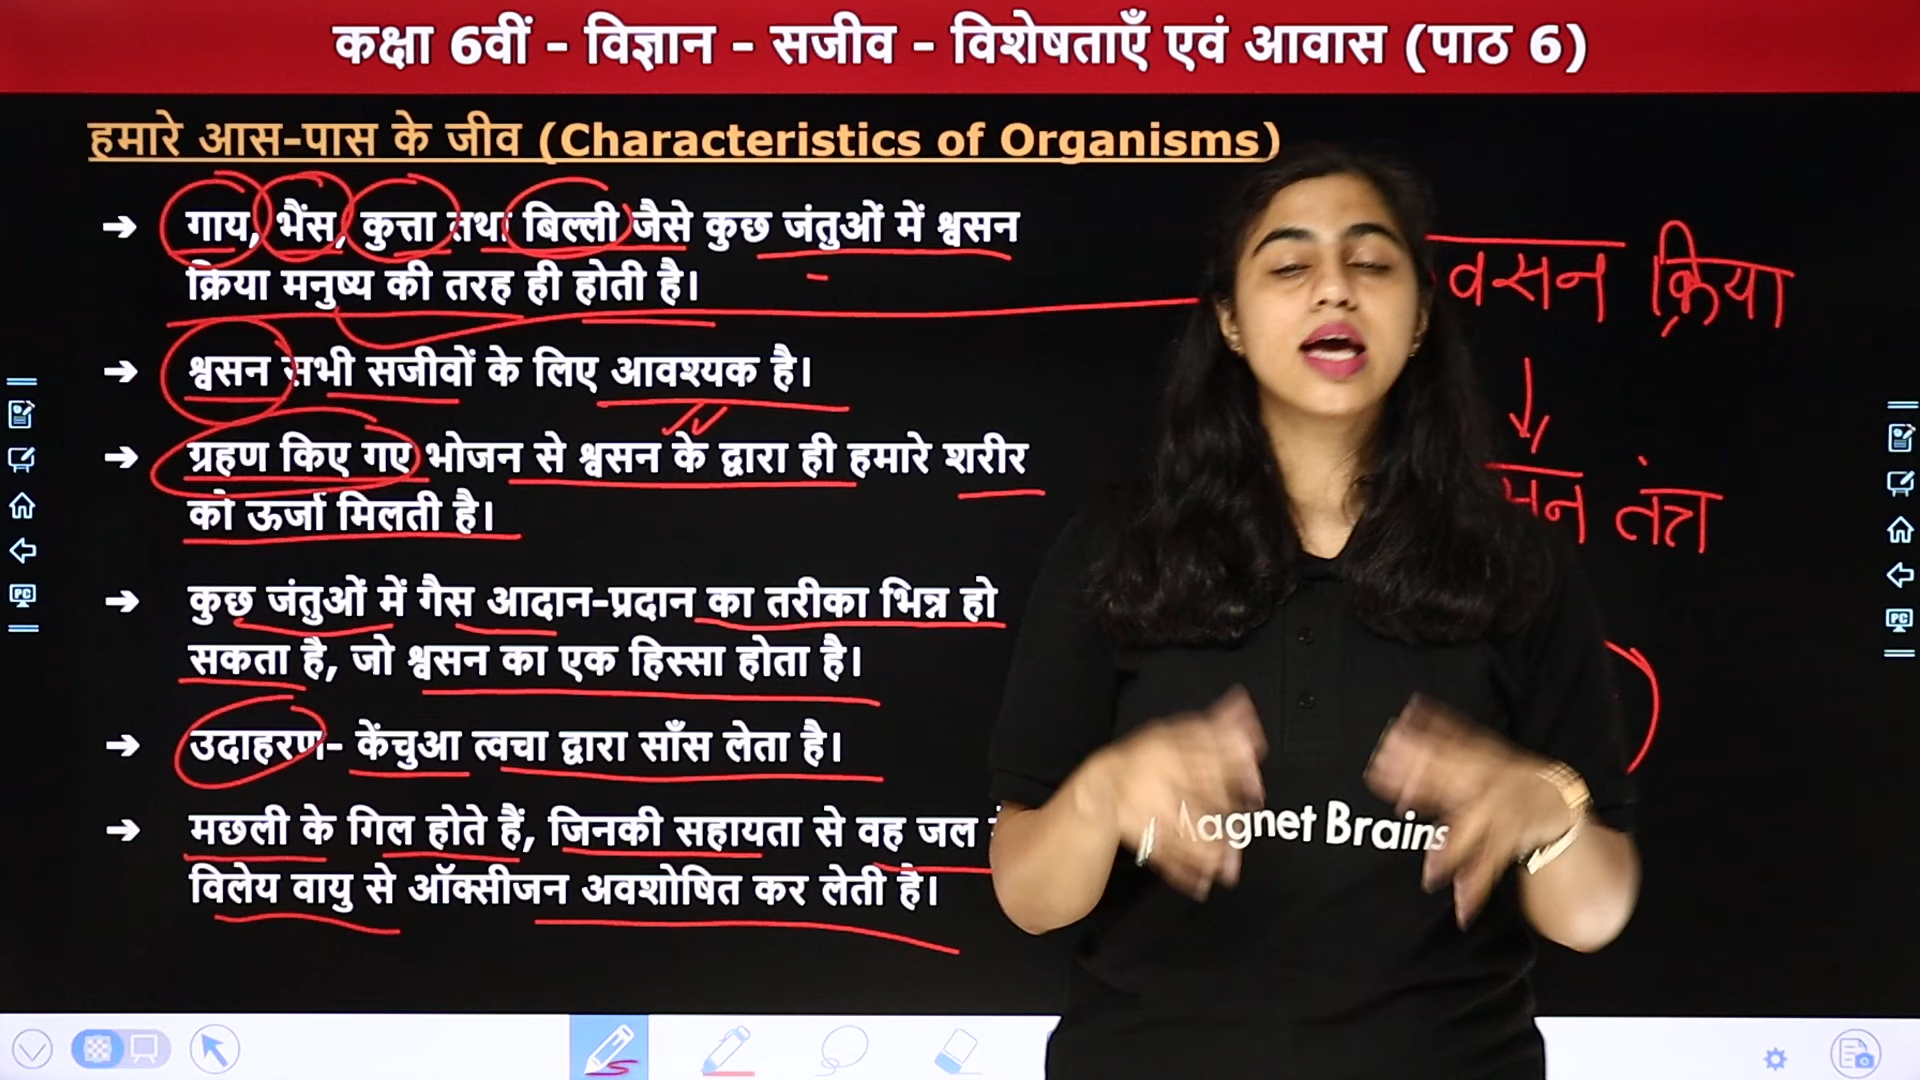 कक्षा 6वीं – विज्ञान – सजीव – विशेषताएँ एवं आवास (पाठ 6)
हमारे आस-पास के जीव (Characteristics of Organisms)
➔ गाय, भैंस, कुत्ता तथा बिल्ली जैसे कुछ जंतुओं में श्वसन
क्रिया मनुष्य की तरह ही होती है।
➔ श्वसन सभी सजीवों के लिए आवश्यक है।
➔ ग्रहण किए गए भोजन से श्वसन के द्वारा ही हमारे शरीर
को ऊर्जा मिलती है।
➔ कुछ जंतुओं में गैस आदान-प्रदान का तरीका भिन्न हो
सकता है, जो श्वसन का एक हिस्सा होता है।
➔ उदाहरण- केंचुआ त्वचा द्वारा साँस लेता है।
➔ मछली के गिल होते हैं, जिनकी सहायता से वह जल
विलेय वायु से ऑक्सीजन अवशोषित कर लेती है।
क्रिया
तंत्र
Magnet Brains
PC
PC